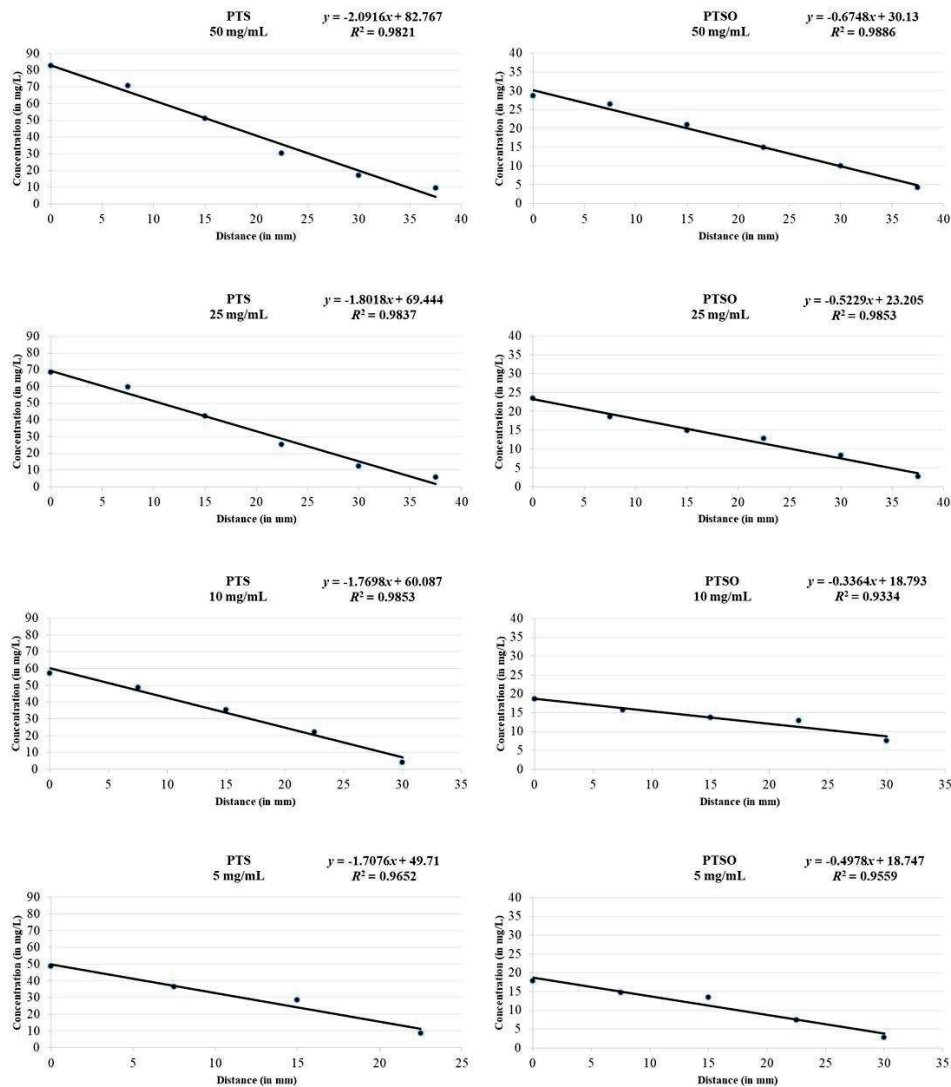 PTS y = -2.0916x + 82.767
50 mg/mL R² = 0.9821
Concentration (in mg/L)
90
80
70
60
50
40
30
20
10
0
0 5 10 15 20 25 30 35 40
Distance (in mm)
PTSO y = -0.6748x + 30.13
50 mg/mL R² = 0.9886
Concentration (in mg/L)
40
35
30
25
20
15
10
5
0
0 5 10 15 20 25 30 35 40
Distance (in mm)
PTS y = -1.8018x + 69.444
25 mg/mL R² = 0.9837
Concentration (in mg/L)
90
80
70
60
50
40
30
20
10
0
0 5 10 15 20 25 30 35 40
Distance (in mm)
PTSO y = -0.5229x + 23.205
25 mg/mL R² = 0.9853
Concentration (in mg/L)
40
35
30
25
20
15
10
5
0
0 5 10 15 20 25 30 35 40
Distance (in mm)
PTS y = -1.7698x + 60.087
10 mg/mL R² = 0.9853
Concentration (in mg/L)
90
80
70
60
50
40
30
20
10
0
0 5 10 15 20 25 30 35
Distance (in mm)
PTSO y = -0.3364x + 18.793
10 mg/mL R² = 0.9334
Concentration (in mg/L)
40
35
30
25
20
15
10
5
0
0 5 10 15 20 25 30 35
Distance (in mm)
PTS y = -1.7076x + 49.71
5 mg/mL R² = 0.9652
Concentration (in mg/L)
90
80
70
60
50
40
30
20
10
0
0 5 10 15 20 25
Distance (in mm)
PTSO y = -0.4978x + 18.747
5 mg/mL R² = 0.9559
Concentration (in mg/L)
40
35
30
25
20
15
10
5
0
0 5 10 15 20 25 30 35
Distance (in mm)